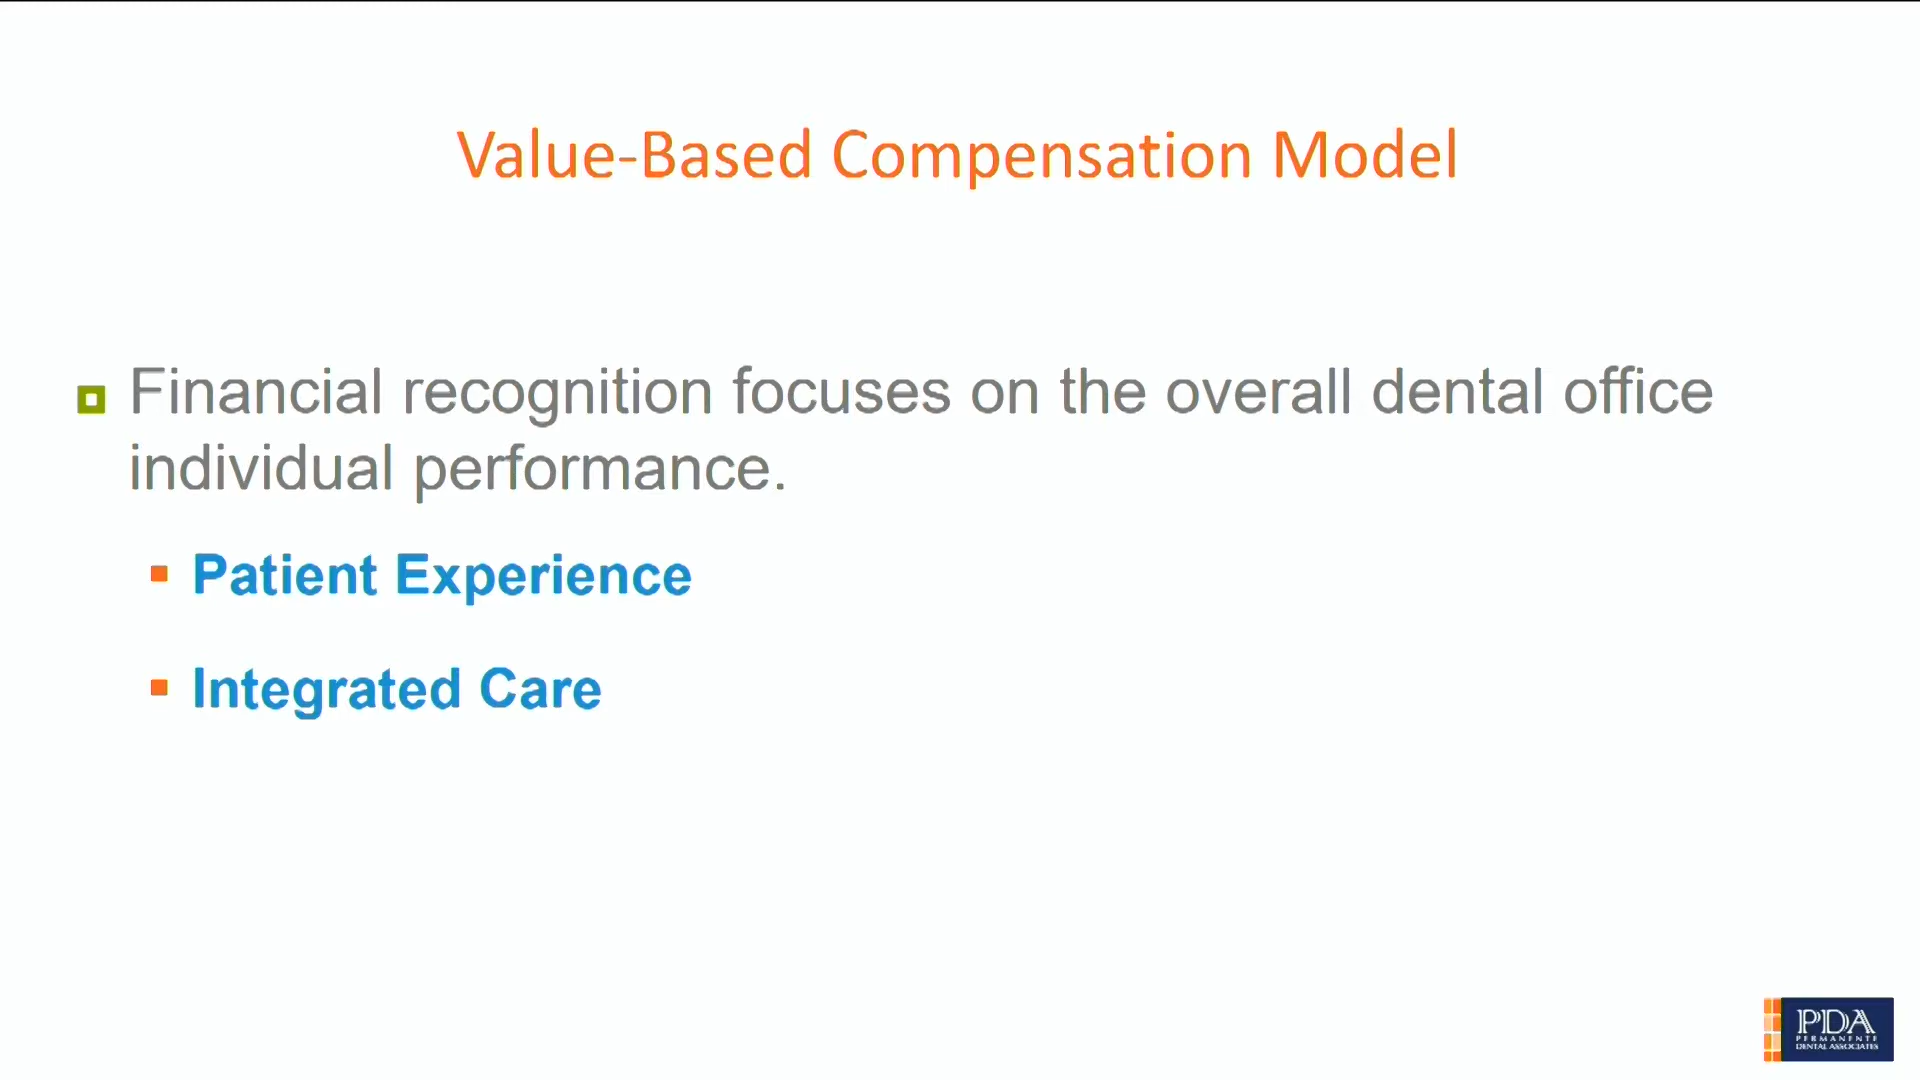 Value-Based Compensation Model
Financial recognition focuses on the overall dental office
individual performance.
Patient Experience
Integrated Care
PDA
PERMANENTE
DENTAL ASSOCIATES